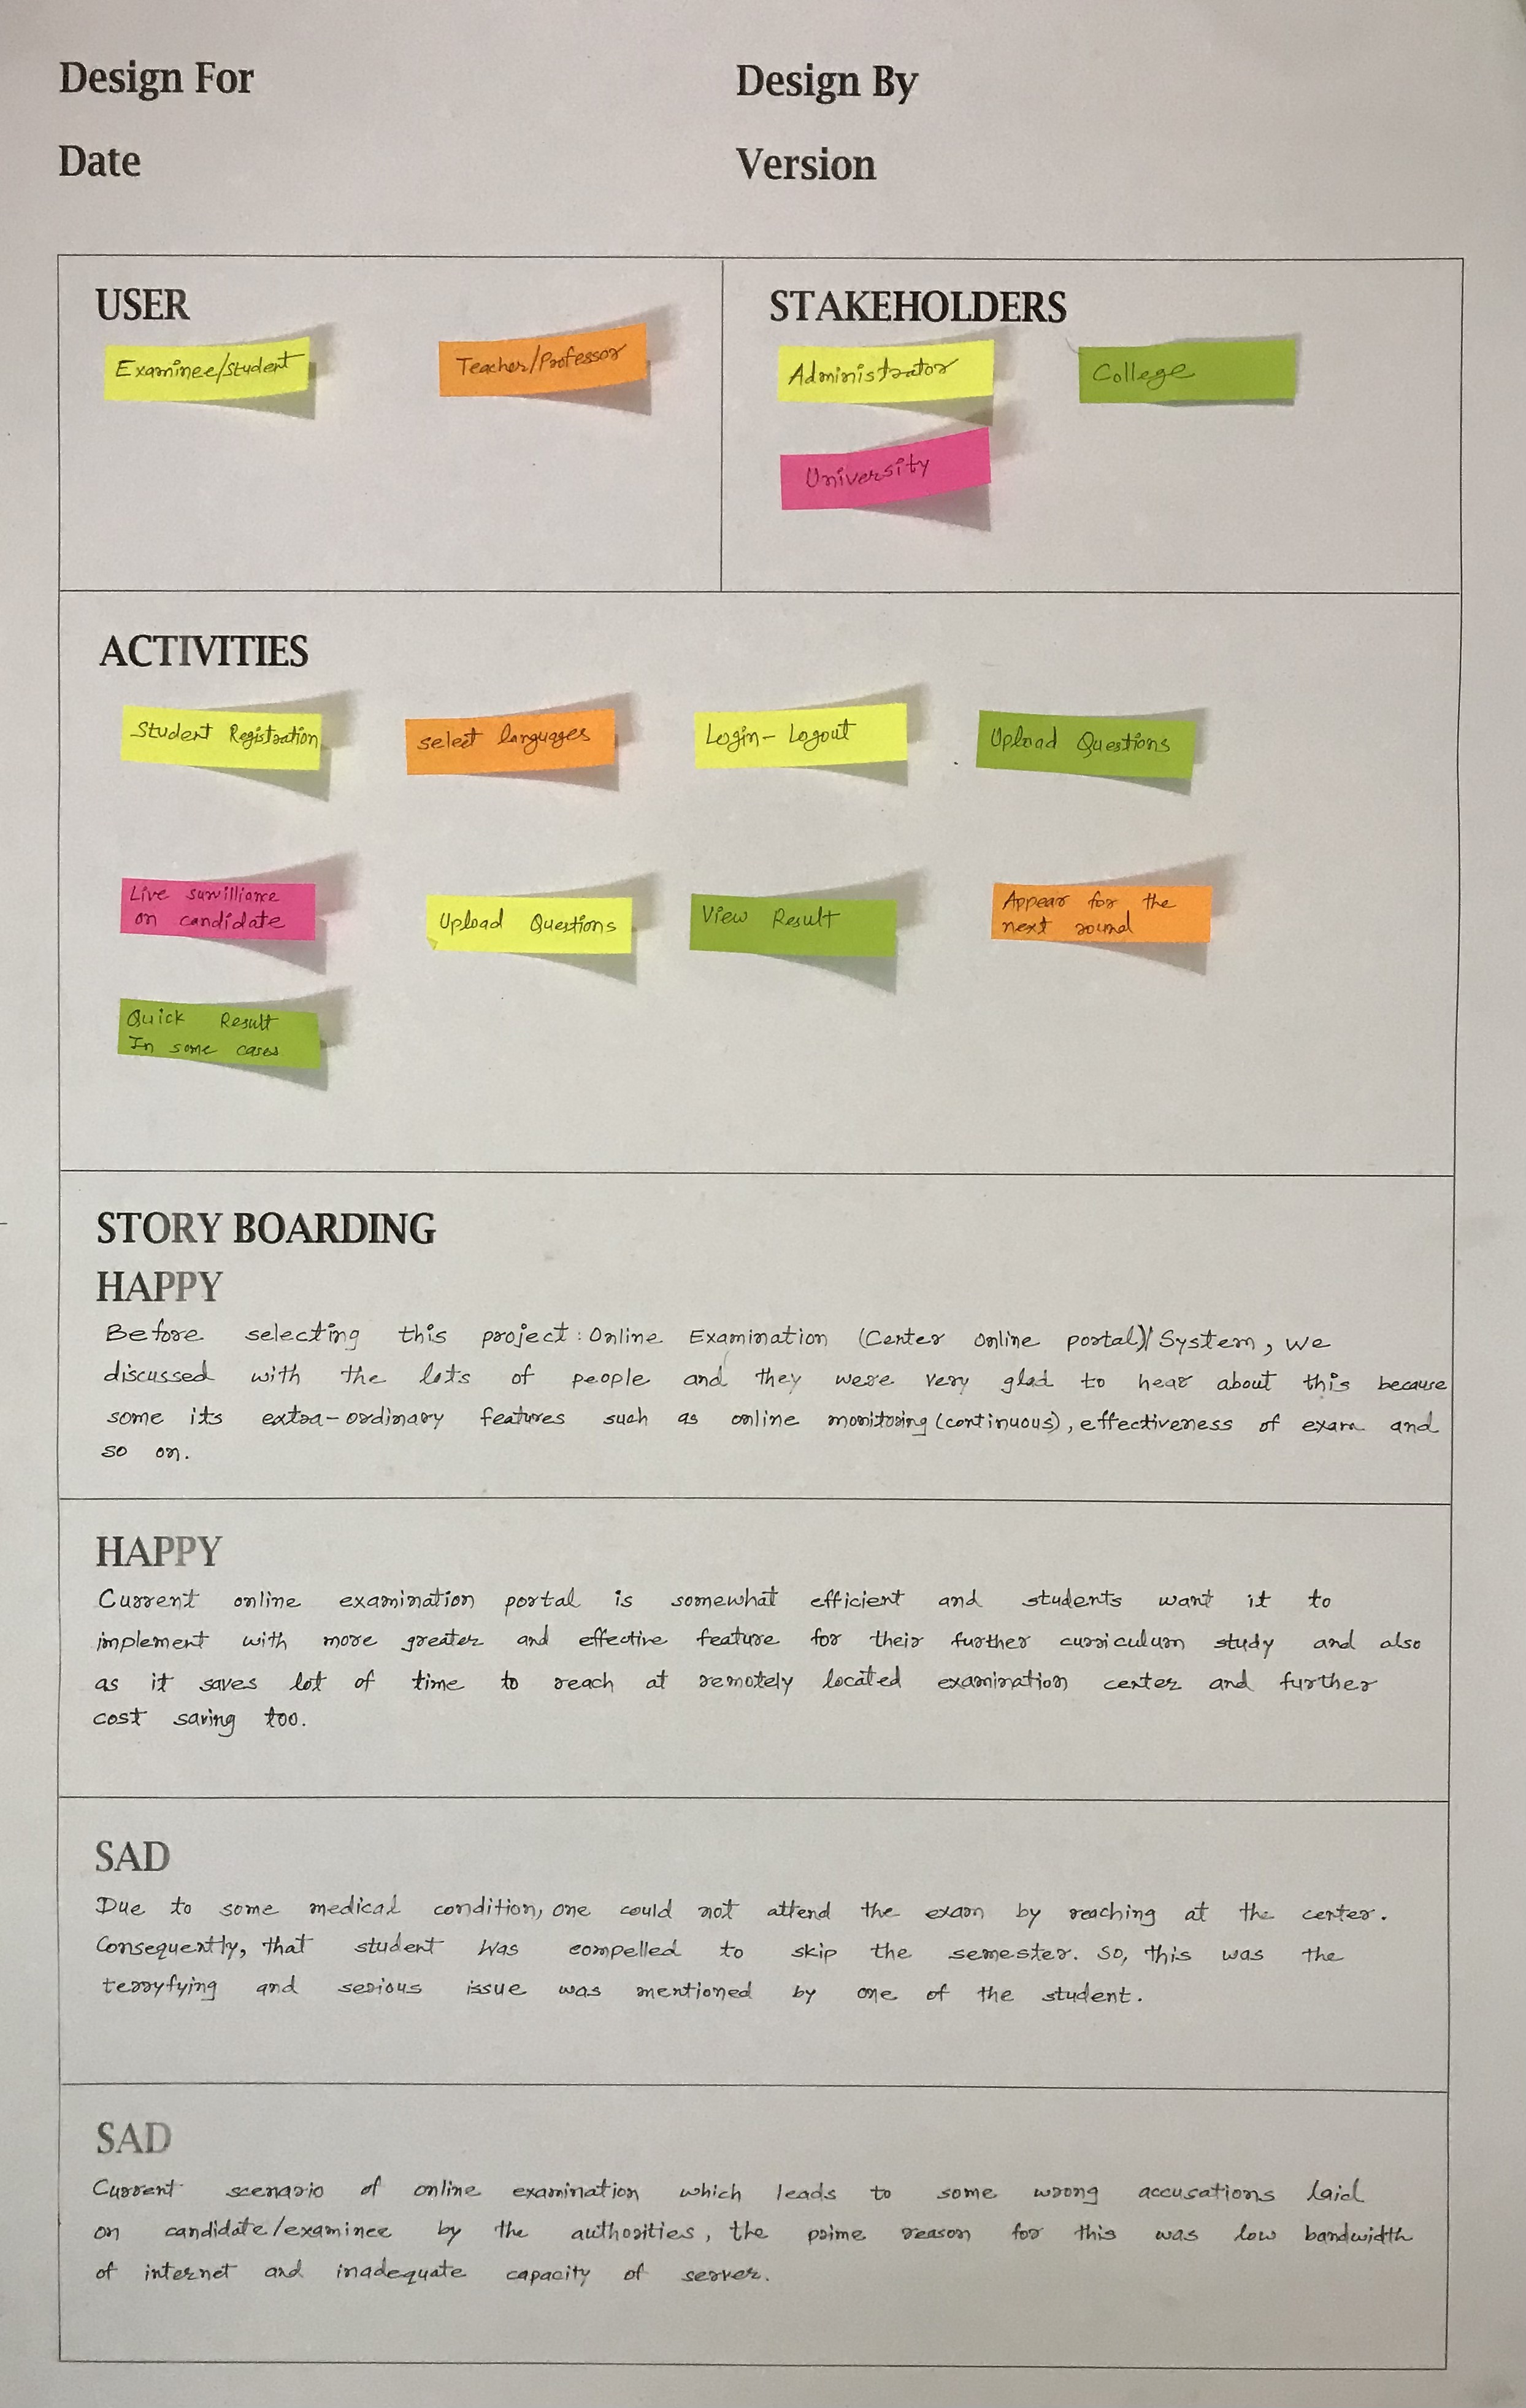 Design For
Design By
Date
Version
USER
Examinee/Student
Teacher/Professor
STAKEHOLDERS
Administrator
College
University
ACTIVITIES
Student Registration
Select languages
Login-Logout
Upload Questions
Live survilliance
on candidate
Upload Questions
View Result
Appear for the
next round
Quick Result
In some cases
STORY BOARDING
HAPPY
Before selecting this project: Online Examination (Center online portal)/System, we
discussed with the lots of people and they were very glad to hear about this because
some its extra-ordinary features such as online monitoring (continuous), effectiveness of exam and
so on.
HAPPY
Current online examination portal is somewhat efficient and students want it to
implement with more greater and effective feature for their further curriculum study and also
as it saves lot of time to reach at remotely located examination center and further
cost saving too.
SAD
Due to some medical condition, one could not attend the exam by reaching at the center.
Consequently, that student was compelled to skip the semester. So, this was the
terryfying and serious issue was mentioned by one of the student.
SAD
Current scenario of online examination which leads to some wrong accusations laid
on candidate/examinee by the authorities, the prime reason for this was low bandwidth
of internet and inadequate capacity of server.